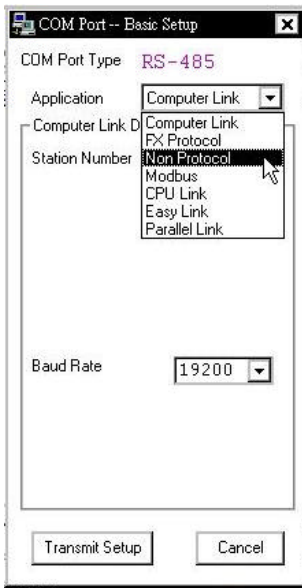 COM Port -- Basic Setup
COM Port Type RS-485
Application Computer Link
Computer Link D
Computer Link
FX Protocol
Station Number
Non Protocol
Modbus
CPU Link
Easy Link
Parallel Link
Baud Rate 19200
Transmit Setup Cancel